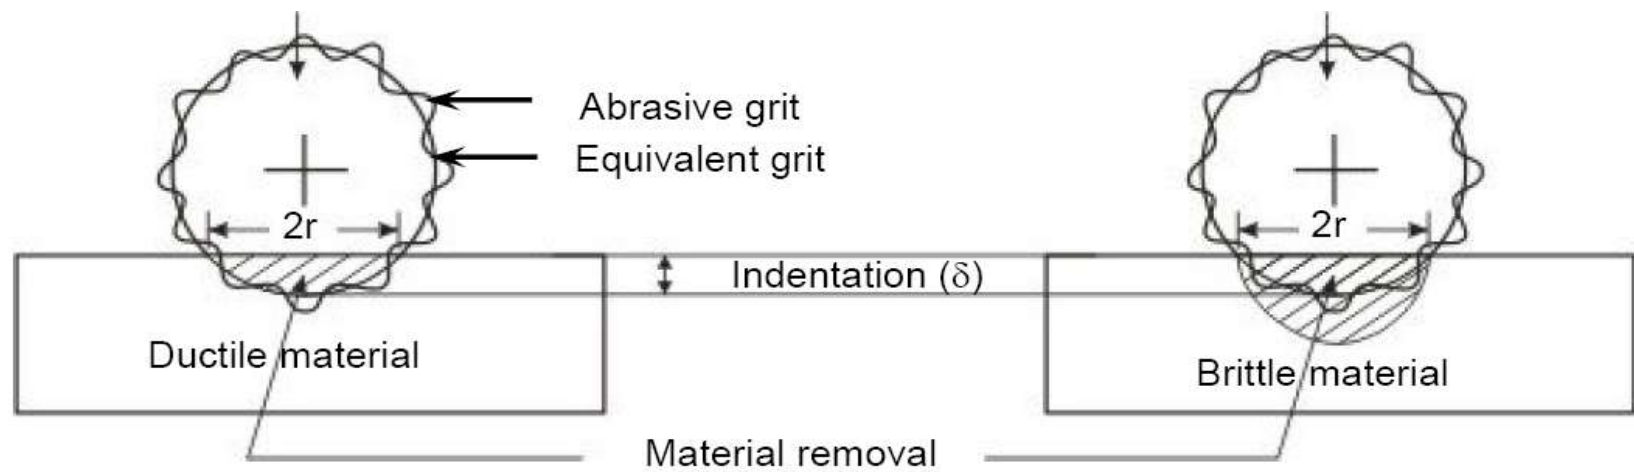 Abrasive grit
Equivalent grit
2r
2r
Indentation (δ)
Ductile material
Brittle material
Material removal